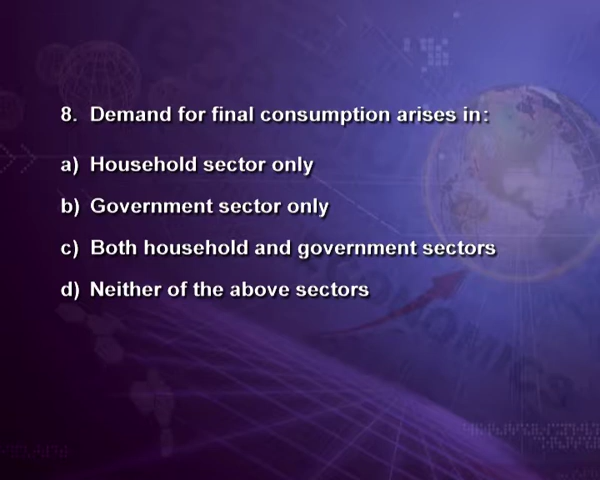 8. Demand for final consumption arises in:
a) Household sector only
b) Government sector only
c) Both household and government sectors
d) Neither of the above sectors